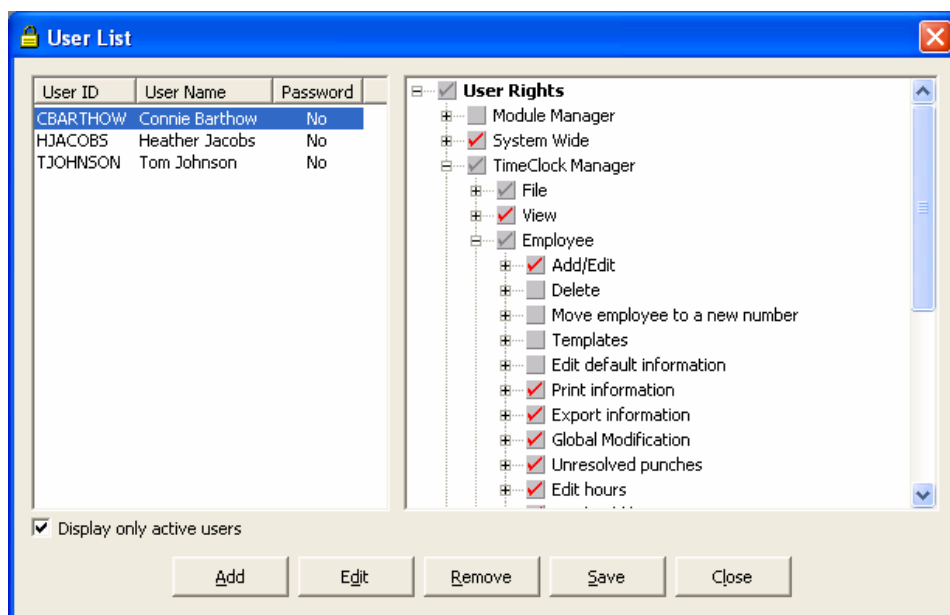 User List
User ID User Name Password
CBARTHOW Connie Barthow No
HJACOBS Heather Jacobs No
TJOHNSON Tom Johnson No
User Rights
Module Manager
System Wide
TimeClock Manager
File
View
Employee
Add/Edit
Delete
Move employee to a new number
Templates
Edit default information
Print information
Export information
Global Modification
Unresolved punches
Edit hours
Display only active users
Add Edit Remove Save Close